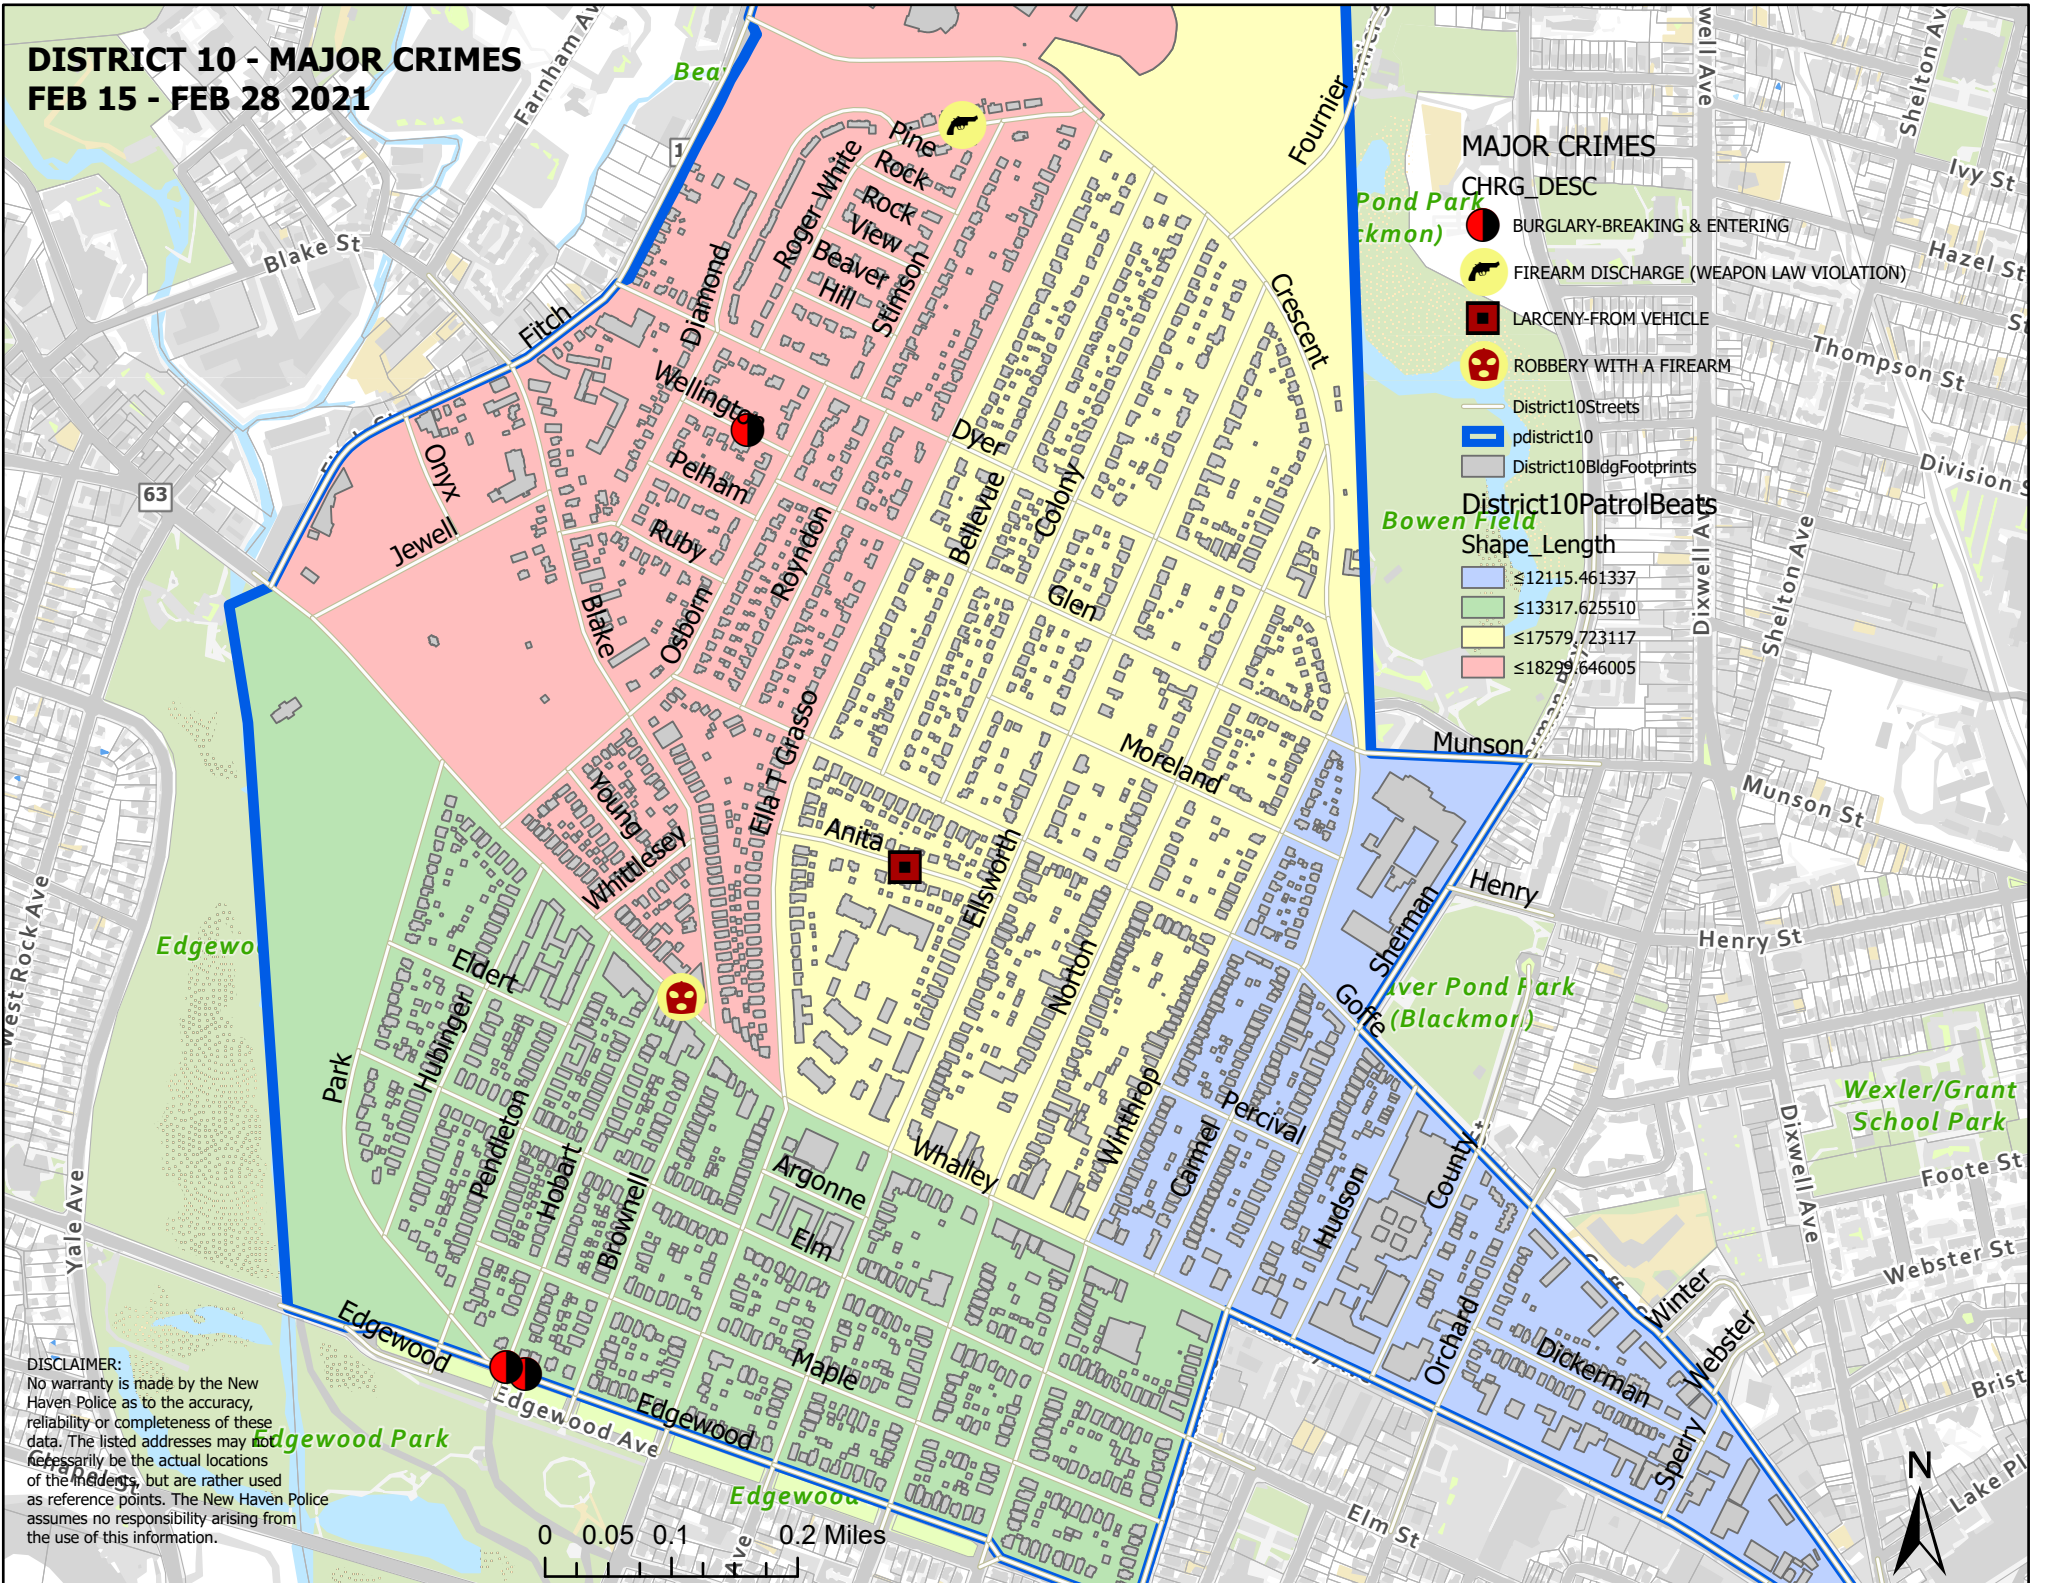 DISTRICT 10 - MAJOR CRIMES
FEB 15 - FEB 28 2021
MAJOR CRIMES
CHRG_DESC
BURGLARY-BREAKING & ENTERING
FIREARM DISCHARGE (WEAPON LAW VIOLATION)
LARCENY-FROM VEHICLE
ROBBERY WITH A FIREARM
District10Streets
pdistrict10
District10BldgFootprints
District10PatrolBeats
Shape_Length
≤12115.461337
≤13317.625510
≤17579.723117
≤18299.646005
Farnham
Blake St
Fitch
Pine
Rock
Roger White
Rock
View
Beaver
Hill
Stimson
Diamond
Wellington
Pelham
Ruby
Onyx
Jewell
63
Blake
Osborn
Royndon
Ella T Grasso
Young
Whittlesey
Fournier
Crescent
Dyer
Bellevue
Colony
Glen
Moreland
Anita
Ellsworth
Norton
Winthrop
Whalley
Munson
Munson St
Henry
Henry St
Sherman
Goffe
Percival
Carmel
Hudson
County
Orchard
Dickerman
Sperry
Winter
Webster
Webster St
Foote St
Dixwell Ave
Dixwell Ave
Shelton Ave
Ivy St
Hazel St
Thompson St
Division
Pond Park
Bowen Field
(Blackmon)
Wexler/Grant
School Park
West Rock Ave
Yale Ave
Park
Eldert
Hubinger
Pendleton
Hobart
Brownell
Argonne
Elm
Maple
Edgewood
Edgewood
Edgewood Ave
Edgewood Park
Edgewood
Elm St
Lake Pl
DISCLAIMER:
No warranty is made by the New
Haven Police as to the accuracy,
reliability or completeness of these
data. The listed addresses may not
necessarily be the actual locations
of the incidents, but are rather used
as reference points. The New Haven Police
assumes no responsibility arising from
the use of this information.
0 0.05 0.1 0.2 Miles
N